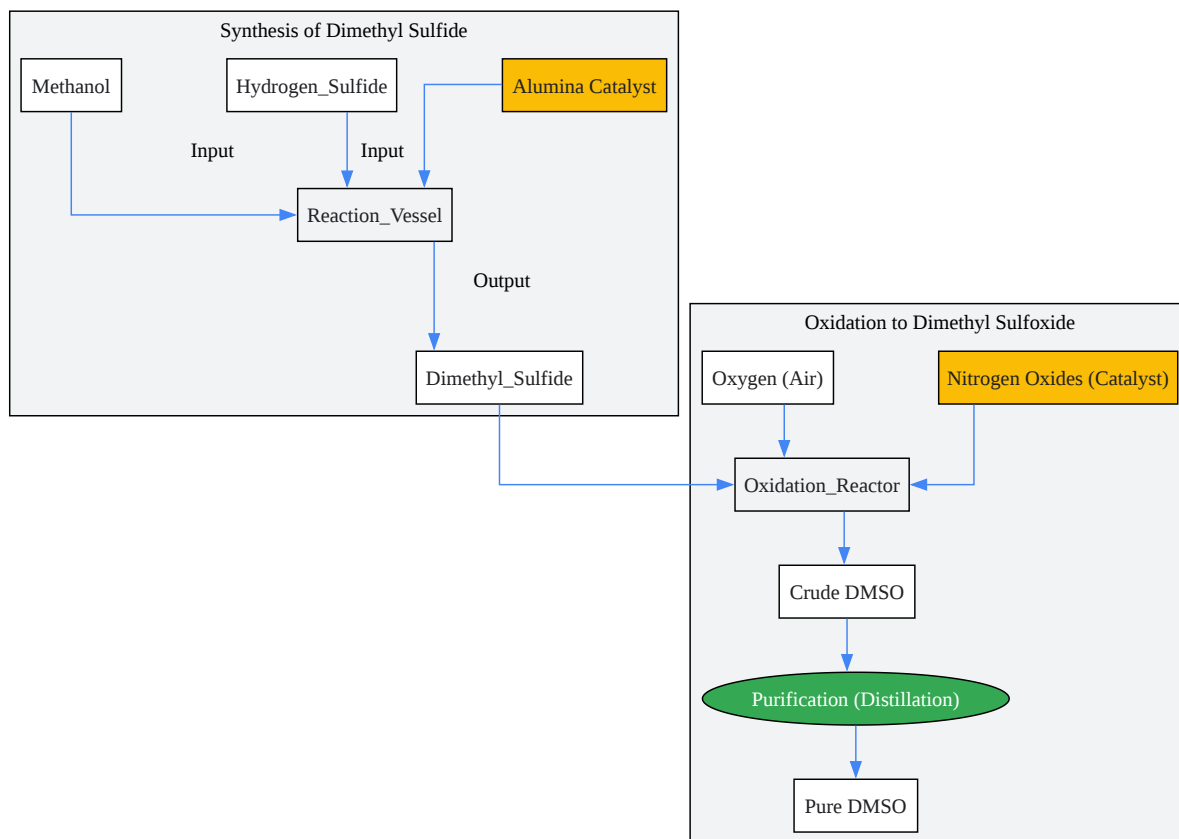 Synthesis of Dimethyl Sulfide
Methanol
Hydrogen_Sulfide
Alumina Catalyst
Input
Input
Reaction_Vessel
Output
Dimethyl_Sulfide
Oxidation to Dimethyl Sulfoxide
Oxygen (Air)
Nitrogen Oxides (Catalyst)
Oxidation_Reactor
Crude DMSO
Purification (Distillation)
Pure DMSO